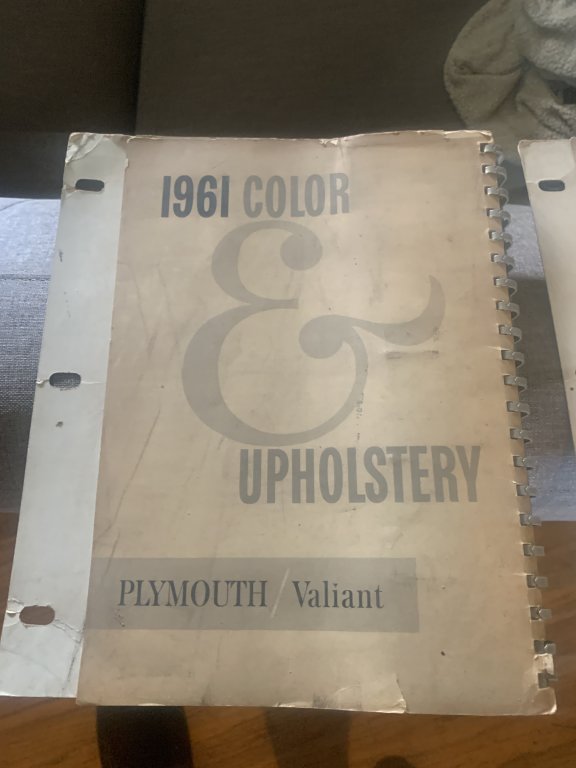 1961 COLOR
&
UPHOLSTERY
PLYMOUTH / Valiant